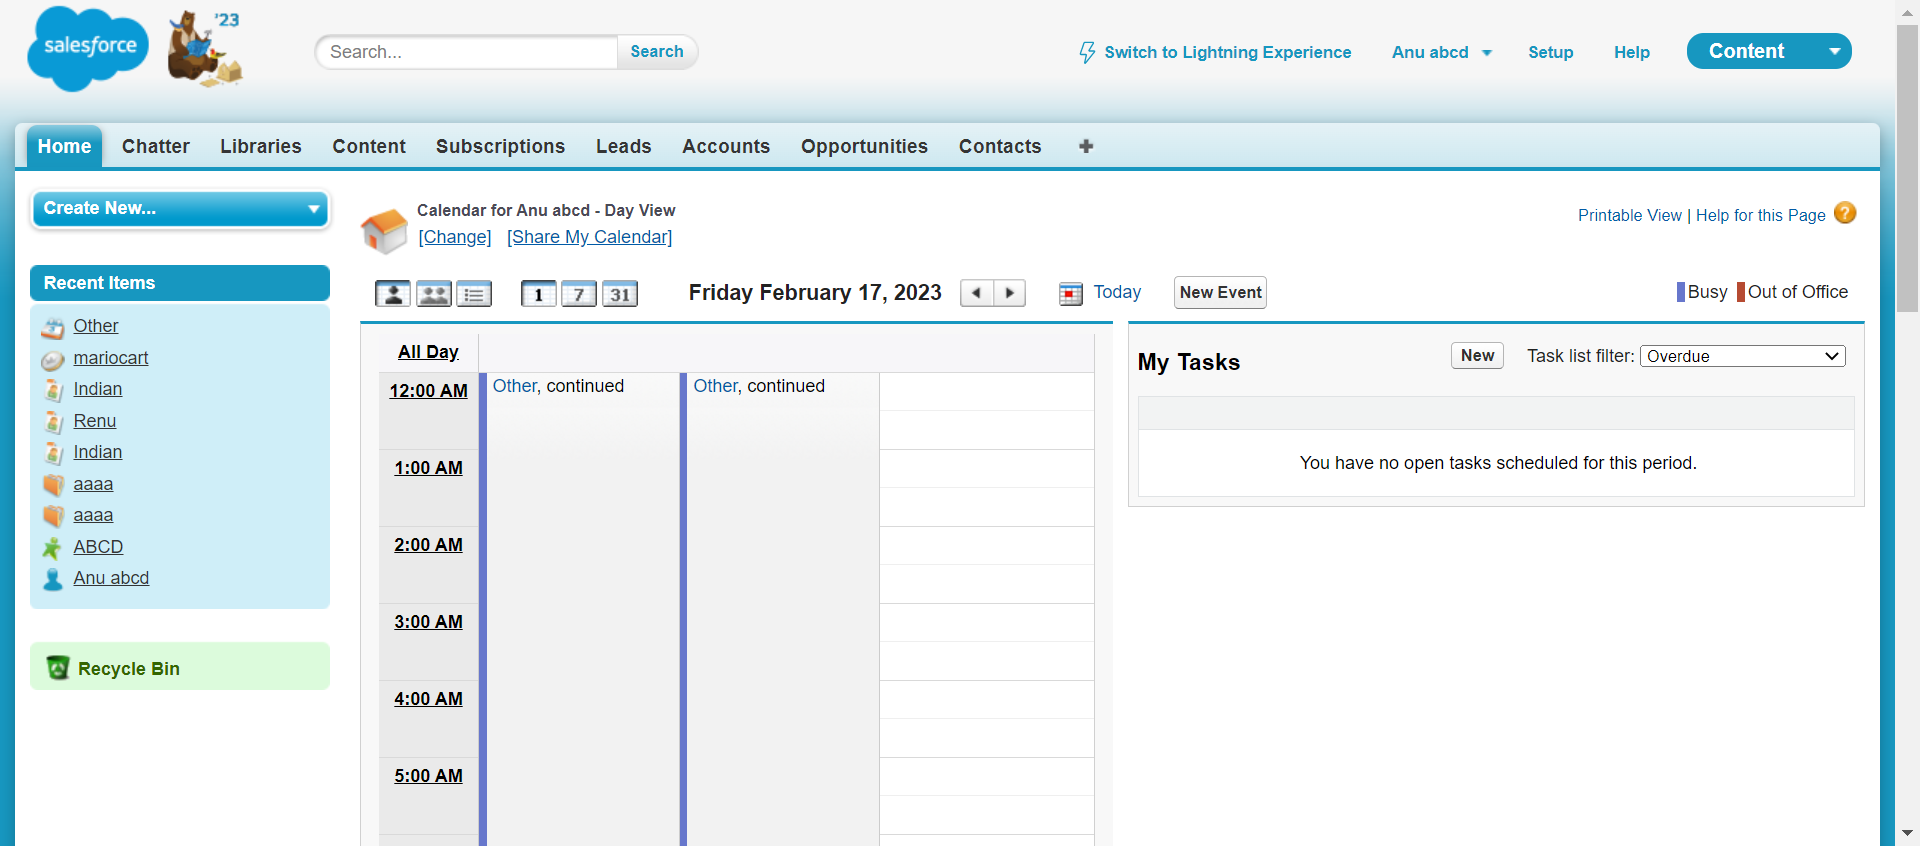 salesforce
'23
Search...
Search
Switch to Lightning Experience
Anu abcd
Setup
Help
Content
Home
Chatter
Libraries
Content
Subscriptions
Leads
Accounts
Opportunities
Contacts
Create New...
Recent Items
Other
mariocart
Indian
Renu
Indian
aaaa
aaaa
ABCD
Anu abcd
Recycle Bin
Calendar for Anu abcd - Day View
[Change] [Share My Calendar]
Printable View | Help for this Page ?
1
7
31
Friday February 17, 2023
Today
New Event
Busy
Out of Office
All Day
12:00 AM
Other, continued
Other, continued
1:00 AM
2:00 AM
3:00 AM
4:00 AM
5:00 AM
My Tasks
New
Task list filter: Overdue
You have no open tasks scheduled for this period.